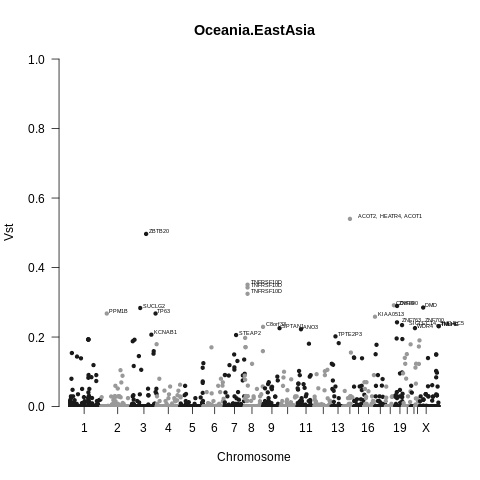 Oceania.EastAsia
1.0
0.8
0.6
0.4
0.2
0.0
Vst
ACOT2, HEATR4, ACOT1
ZBTB20
TNFRSF10D
TNFRSF10D
TNFRSF10D
SUCLG2
PPM1B
TP63
KIAA0513
DMD
C8orf38
ANO3
KCNAB1
STEAP2
TPTE2P3
WDR4
1 2 3 4 5 6 7 8 9 11 13 16 19 X
Chromosome